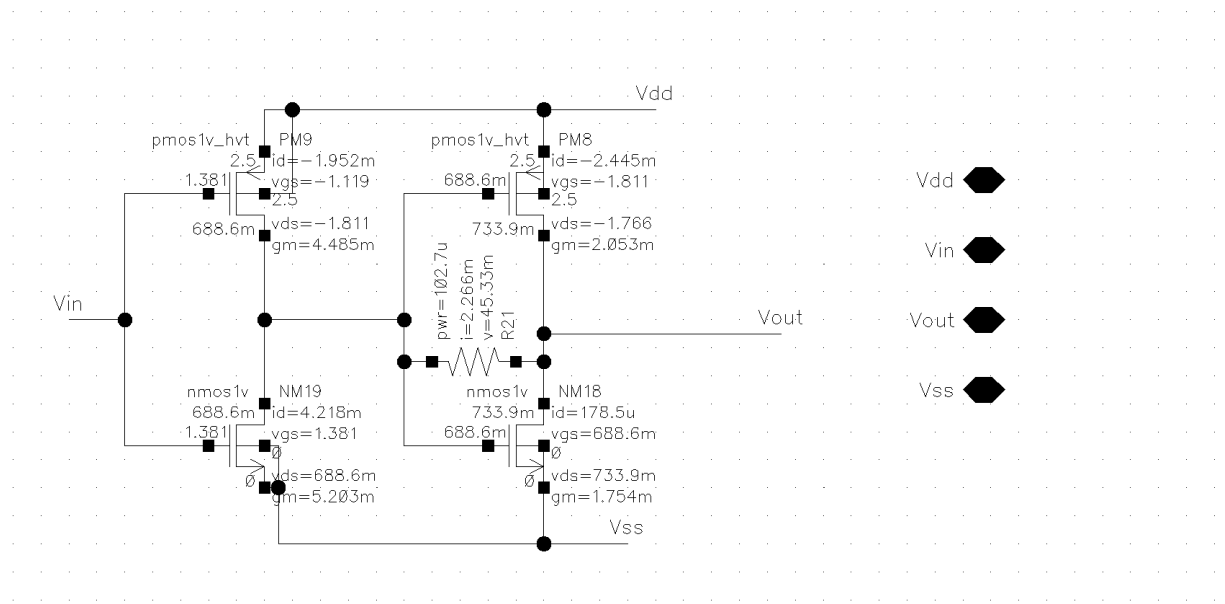 Vdd
pmos1v_hvt PM9
2.5 id=-1.952m
1.381 vgs=-1.119
2.5
688.6m vds=-1.811
gm=4.485m
pmos1v_hvt PM8
2.5 id=-2.445m
688.6m vgs=-1.811
2.5
733.9m vds=-1.766
gm=2.053m
Vin
pwr=102.7u
i=2.266m
v=45.33m
R21
Vout
nmos1v NM19
688.6m id=4.218m
1.381 vgs=1.381
0
vds=688.6m
0
gm=5.203m
nmos1v NM18
733.9m id=178.5u
688.6m vgs=688.6m
0
vds=733.9m
0
gm=1.754m
Vss
Vdd
Vin
Vout
Vss